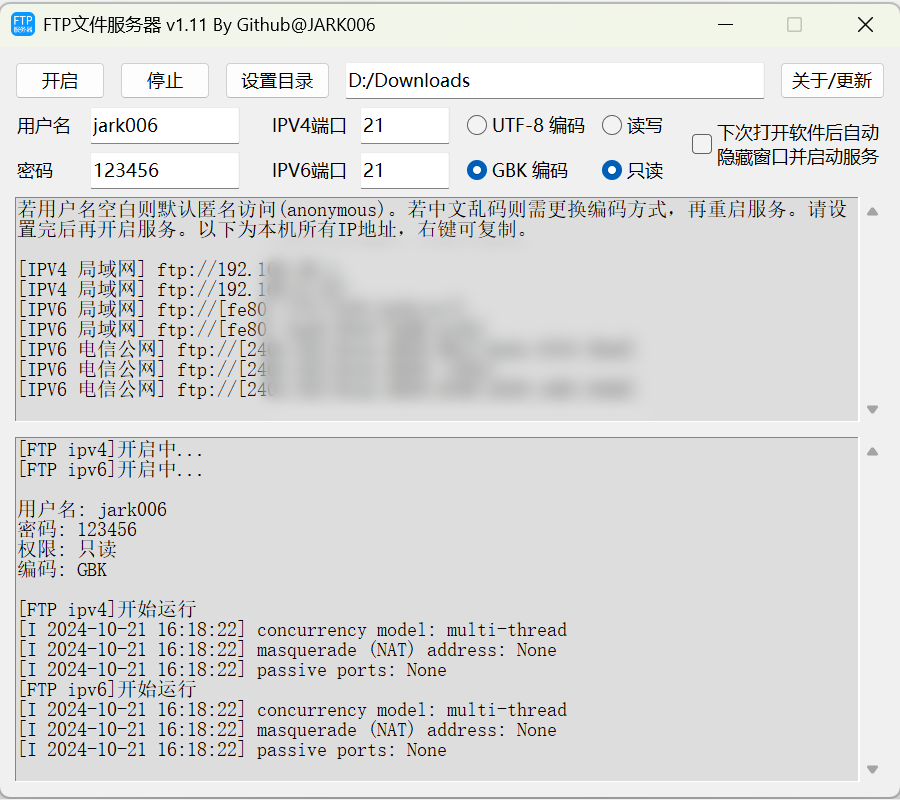 FTP
服务器
FTP文件服务器 v1.11 By Github@JARK006
开启
停止
设置目录
D:/Downloads
关于/更新
用户名
jark006
IPV4端口
21
UTF-8 编码
读写
下次打开软件后自动
隐藏窗口并启动服务
密码
123456
IPV6端口
21
GBK 编码
只读
若用户名空白则默认匿名访问(anonymous)。若中文乱码则需更换编码方式，再重启服务。请设
置完后再开启服务。以下为本机所有IP地址，右键可复制。
[IPV4 局域网] ftp://192.1
[IPV4 局域网] ftp://192.1
[IPV6 局域网] ftp://[fe80
[IPV6 局域网] ftp://[fe80
[IPV6 电信公网] ftp://[240
[IPV6 电信公网] ftp://[240
[IPV6 电信公网] ftp://[240
[FTP ipv4]开启中...
[FTP ipv6]开启中...
用户名: jark006
密码: 123456
权限: 只读
编码: GBK
[FTP ipv4]开始运行
[I 2024-10-21 16:18:22] concurrency model: multi-thread
[I 2024-10-21 16:18:22] masquerade (NAT) address: None
[I 2024-10-21 16:18:22] passive ports: None
[FTP ipv6]开始运行
[I 2024-10-21 16:18:22] concurrency model: multi-thread
[I 2024-10-21 16:18:22] masquerade (NAT) address: None
[I 2024-10-21 16:18:22] passive ports: None